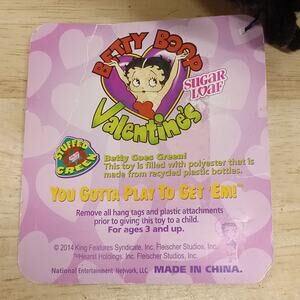 BETTY BOOP
SUGAR
LOAF
Valentines
STUFFED
GREEN
Betty Goes Green!
This toy is filled with polyester that is
made from recycled plastic bottles.
YOU GOTTA PLAY TO GET 'EM!™
Remove all hang tags and plastic attachments
prior to giving this toy to a child.
For ages 3 and up.
© 2014 King Features Syndicate, Inc. Fleischer Studios, Inc.
™Hearst Holdings, Inc. Fleischer Studios, Inc.
National Entertainment Network, LLC MADE IN CHINA.